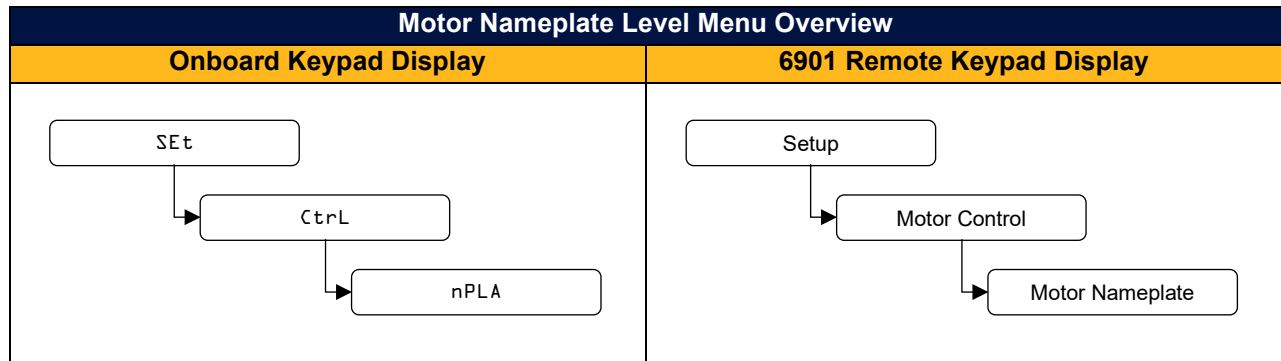 Motor Nameplate Level Menu Overview
Onboard Keypad Display 6901 Remote Keypad Display
SEt Setup
CtrL Motor Control
nPLA Motor Nameplate